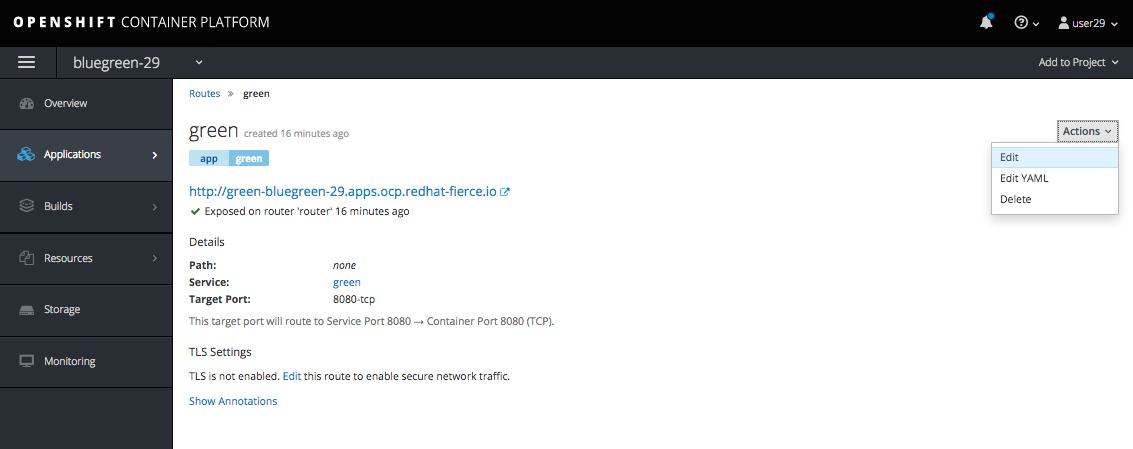 OPENSHIFT CONTAINER PLATFORM
user29
bluegreen-29
Add to Project
Overview
Applications
Builds
Resources
Storage
Monitoring
Routes » green
green created 16 minutes ago
app green
Actions
Edit
Edit YAML
Delete
http://green-bluegreen-29.apps.ocp.redhat-fierce.io
Exposed on router 'router' 16 minutes ago
Details
Path: none
Service: green
Target Port: 8080-tcp
This target port will route to Service Port 8080 → Container Port 8080 (TCP).
TLS Settings
TLS is not enabled. Edit this route to enable secure network traffic.
Show Annotations